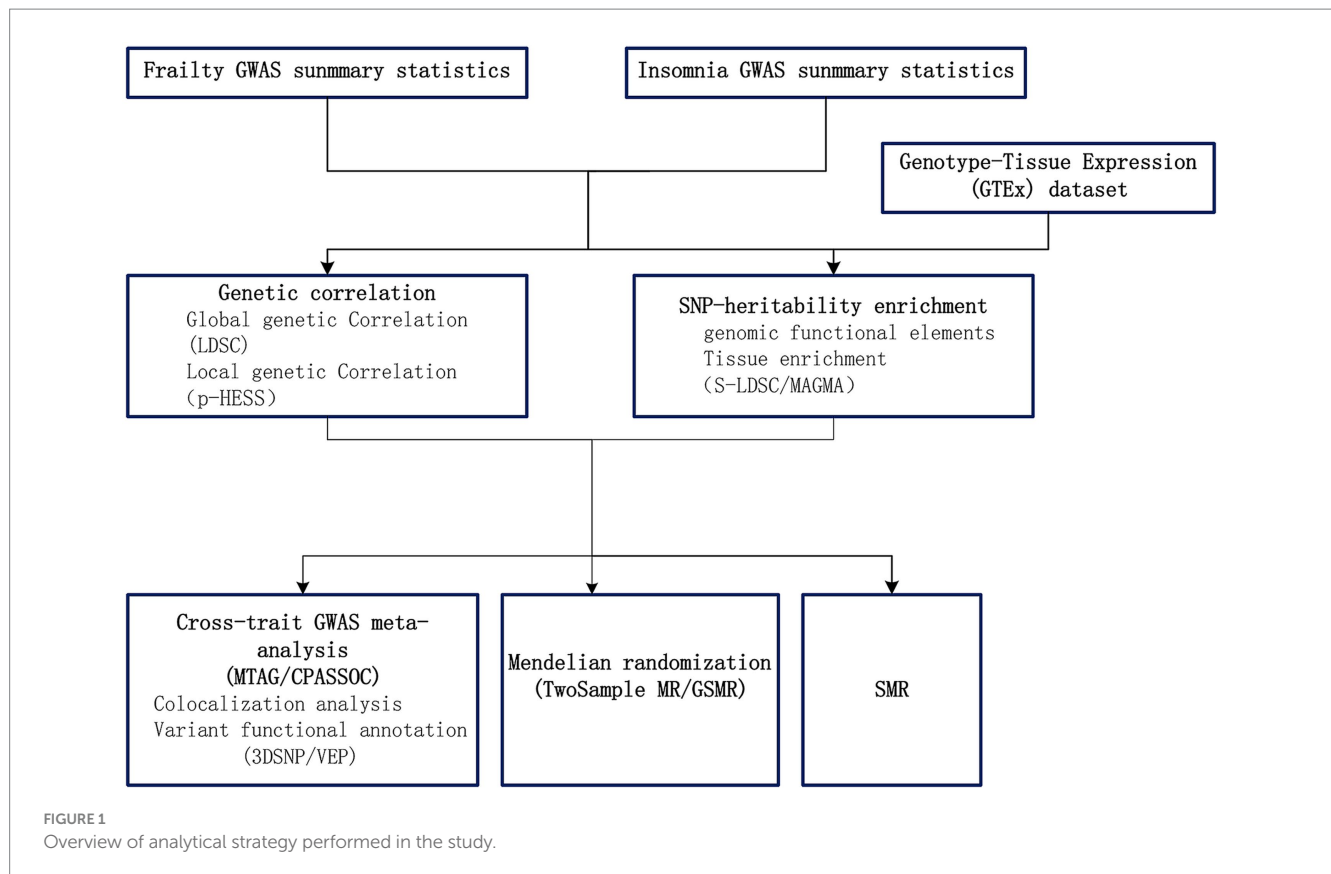 Frailty GWAS sunmmary statistics
Insomnia GWAS sunmmary statistics
Genotype-Tissue Expression
(GTEx) dataset
Genetic correlation
Global genetic Correlation
(LDSC)
Local genetic Correlation
(p-HESS)
SNP-heritability enrichment
genomic functional elements
Tissue enrichment
(S-LDSC/MAGMA)
Cross-trait GWAS meta-
analysis
(MTAG/CPASSOC)
Colocalization analysis
Variant functional annotation
(3DSNP/VEP)
Mendelian randomization
(TwoSample MR/GSMR)
SMR
FIGURE 1
Overview of analytical strategy performed in the study.